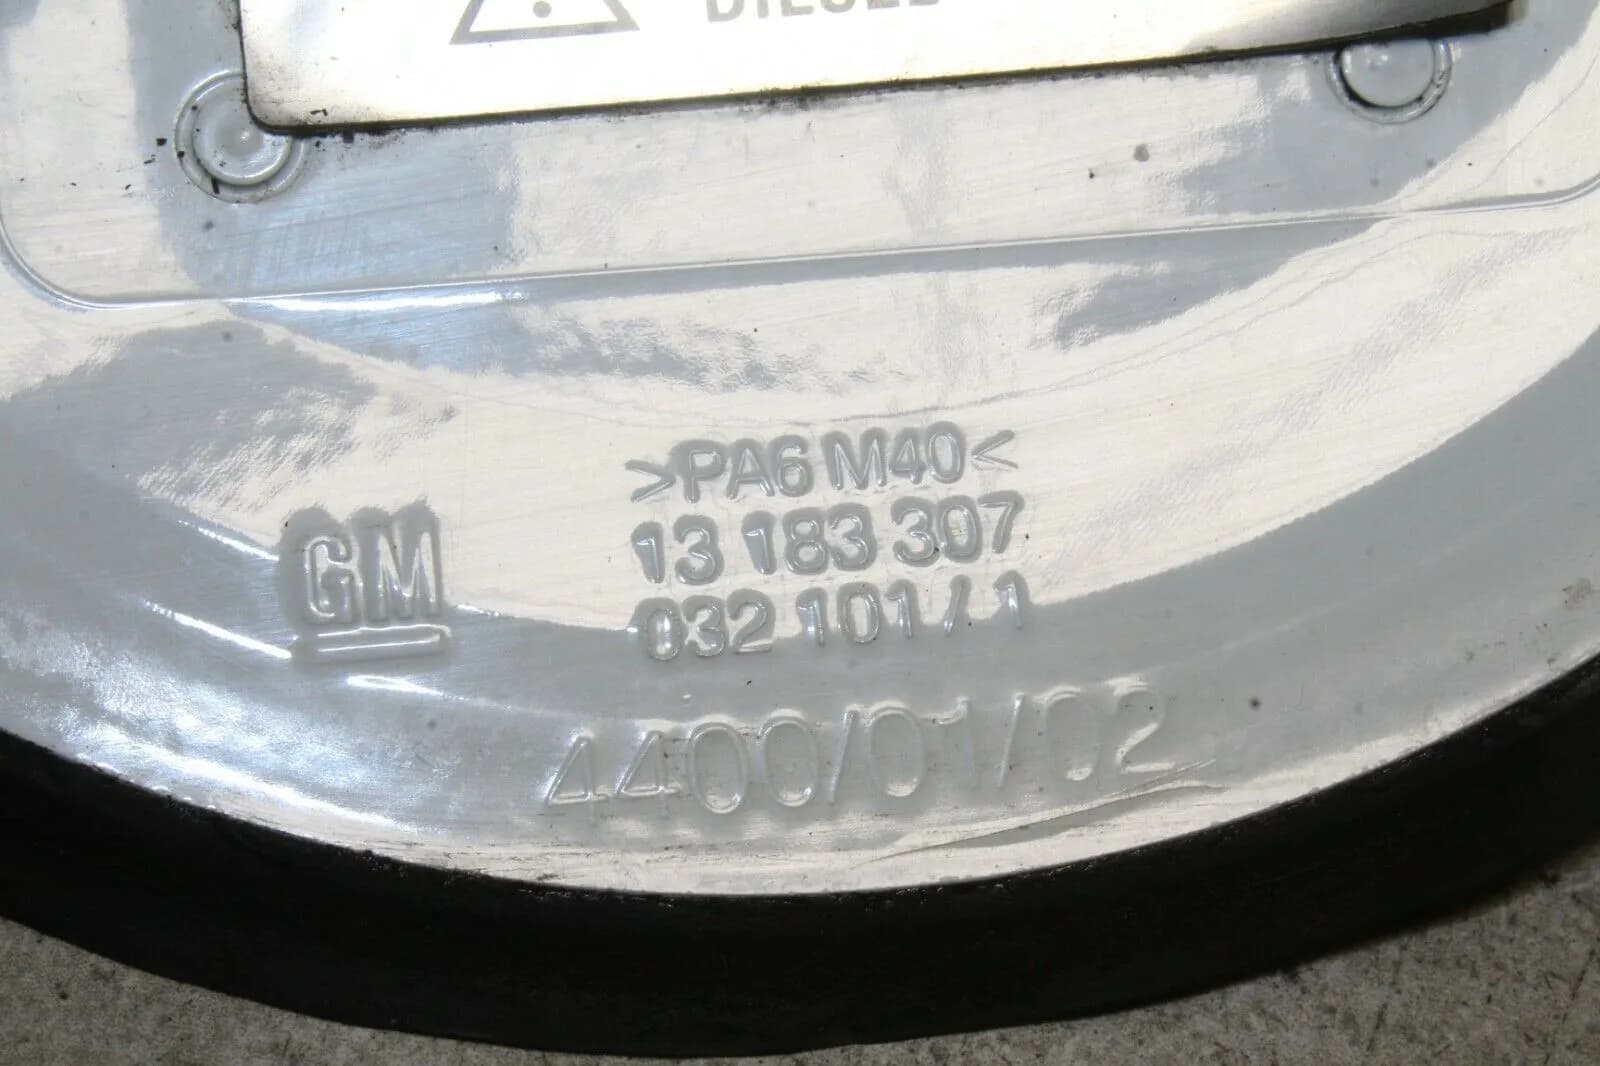 DIESEL
>PA6 M40<
GM
13 183 307
032 101 / 1
4400/01/02